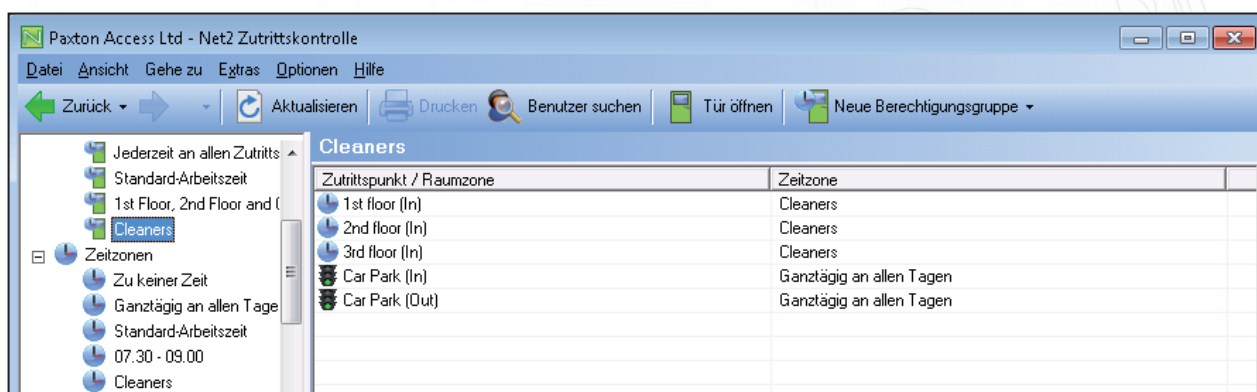 Paxton Access Ltd - Net2 Zutrittskontrolle
Datei Ansicht Gehe zu Extras Optionen Hilfe
Zurück Aktualisieren Drucken Benutzer suchen Tür öffnen Neue Berechtigungsgruppe
Jederzeit an allen Zutritts
Standard-Arbeitszeit
1st Floor, 2nd Floor and
Cleaners
Zeitzonen
Zu keiner Zeit
Ganztägig an allen Tage
Standard-Arbeitszeit
07.30 - 09.00
Cleaners
Cleaners
Zutrittspunkt / Raumzone Zeitzone
1st floor (In) Cleaners
2nd floor (In) Cleaners
3rd floor (In) Cleaners
Car Park (In) Ganztägig an allen Tagen
Car Park (Out) Ganztägig an allen Tagen